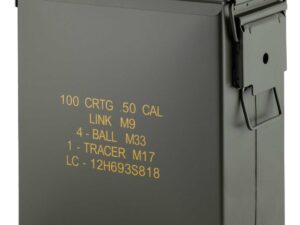 100 CRTG .50 CAL
LINK M9
4 - BALL M33
1 - TRACER M17
LC - 12H693S818